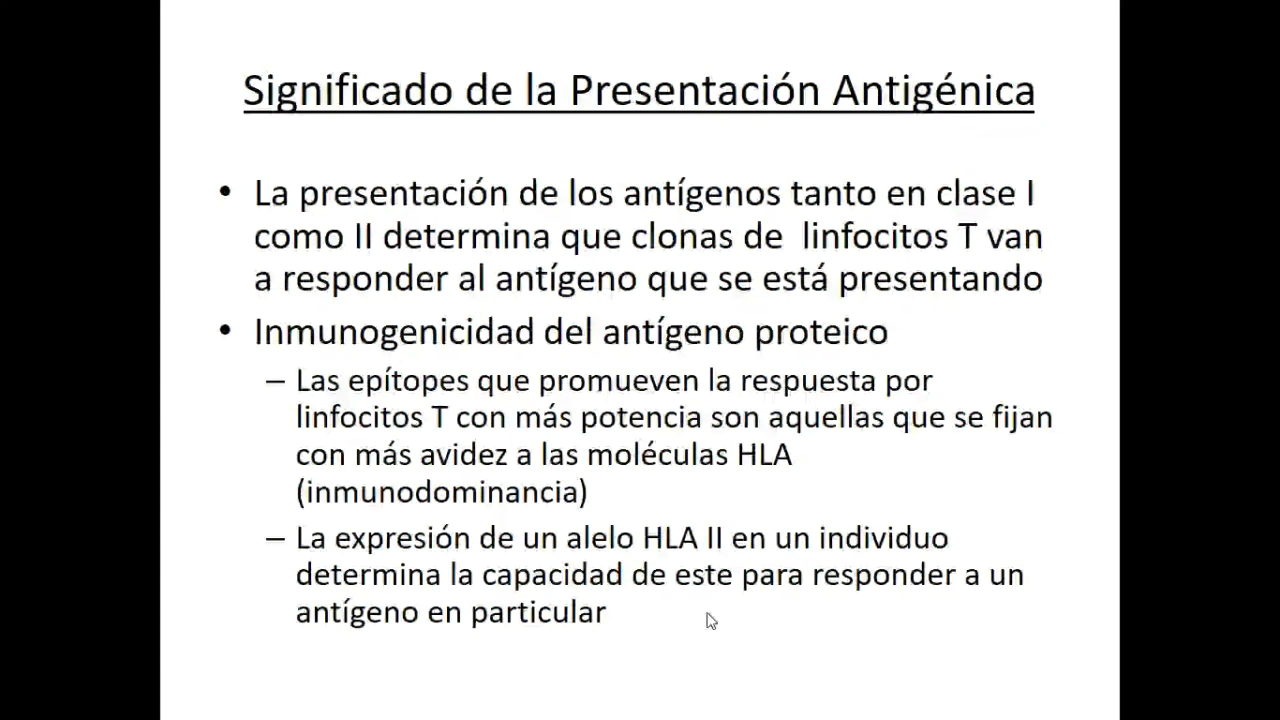 Significado de la Presentación Antigénica
• La presentación de los antígenos tanto en clase I
como II determina que clonas de linfocitos T van
a responder al antígeno que se está presentando
• Inmunogenicidad del antígeno proteico
– Las epítopes que promueven la respuesta por
linfocitos T con más potencia son aquellas que se fijan
con más avidez a las moléculas HLA
(inmunodominancia)
– La expresión de un alelo HLA II en un individuo
determina la capacidad de este para responder a un
antígeno en particular